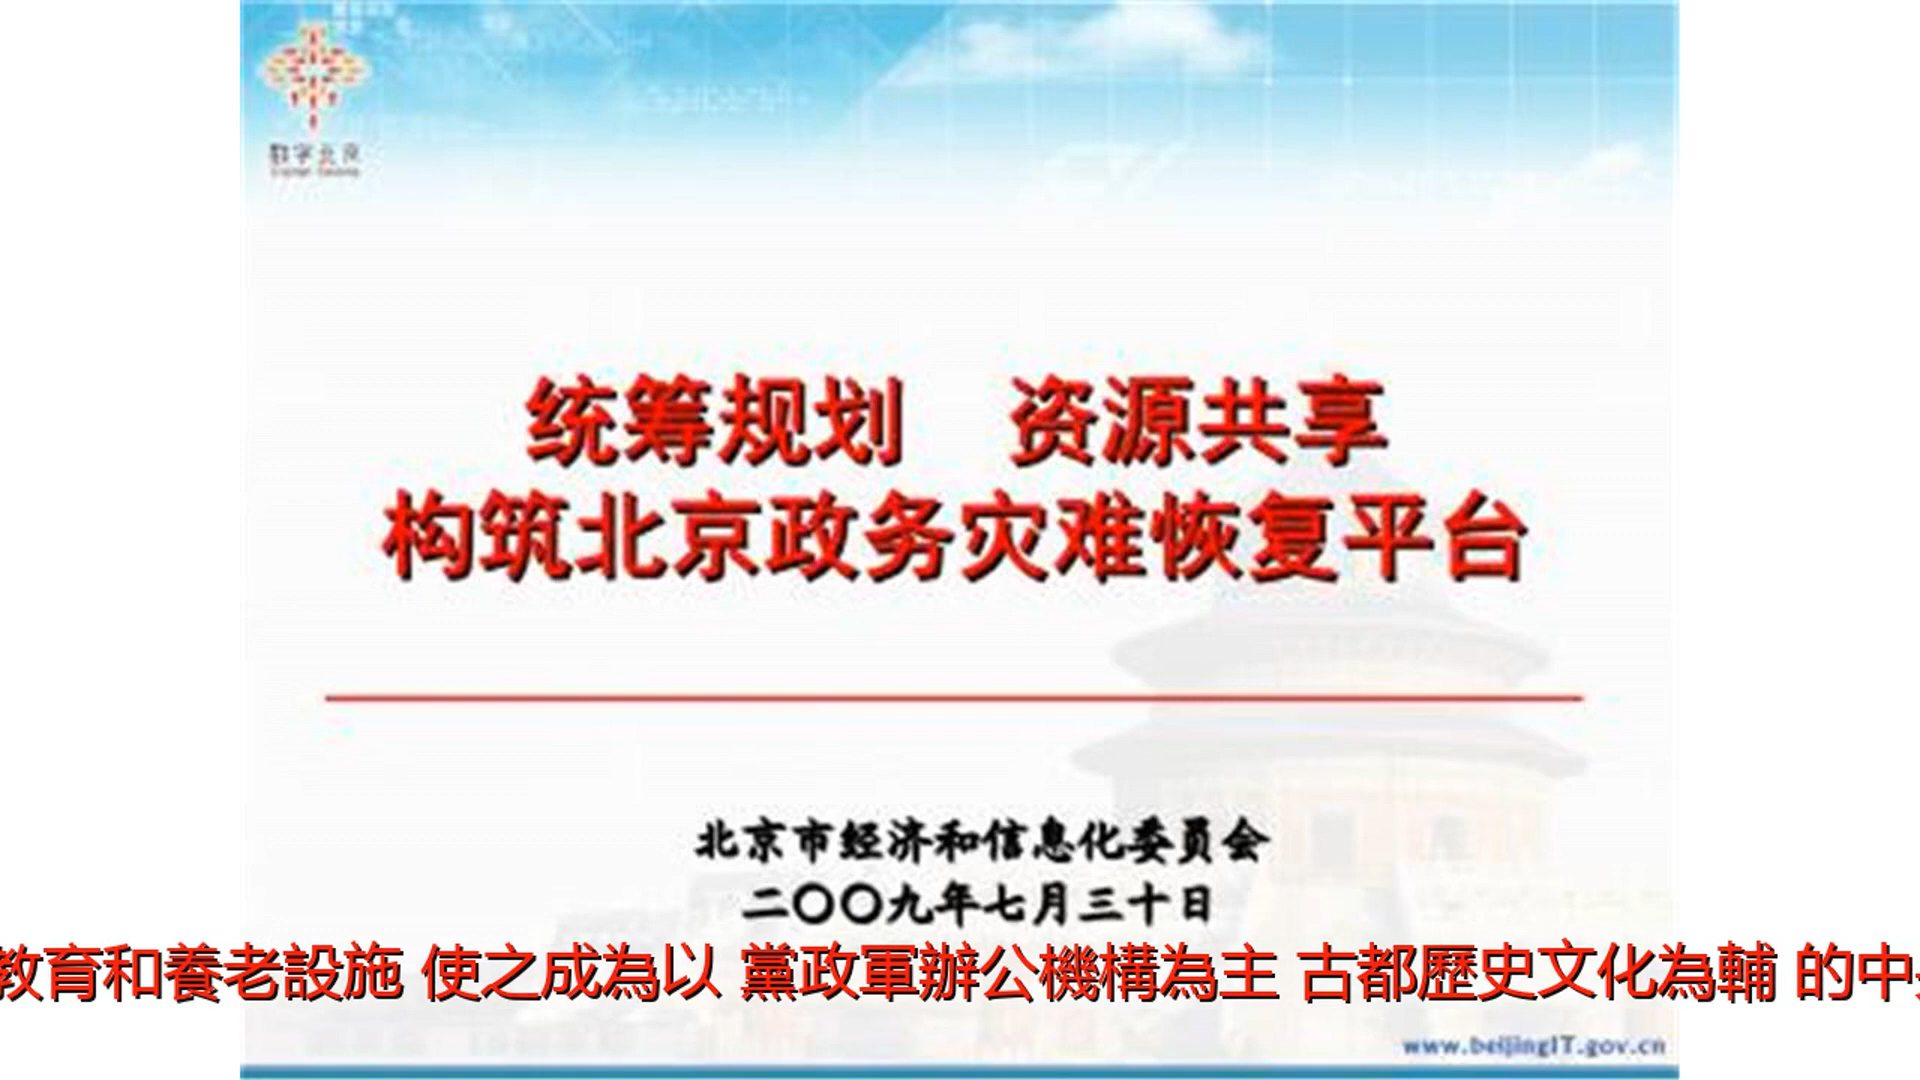 数字北京
统筹规划 资源共享
构筑北京政务灾难恢复平台
北京市经济和信息化委员会
二〇〇九年七月三十日
教育和養老設施 使之成為以 黨政軍辦公機構為主 古都歷史文化為輔 的中
www.beijingIT.gov.cn